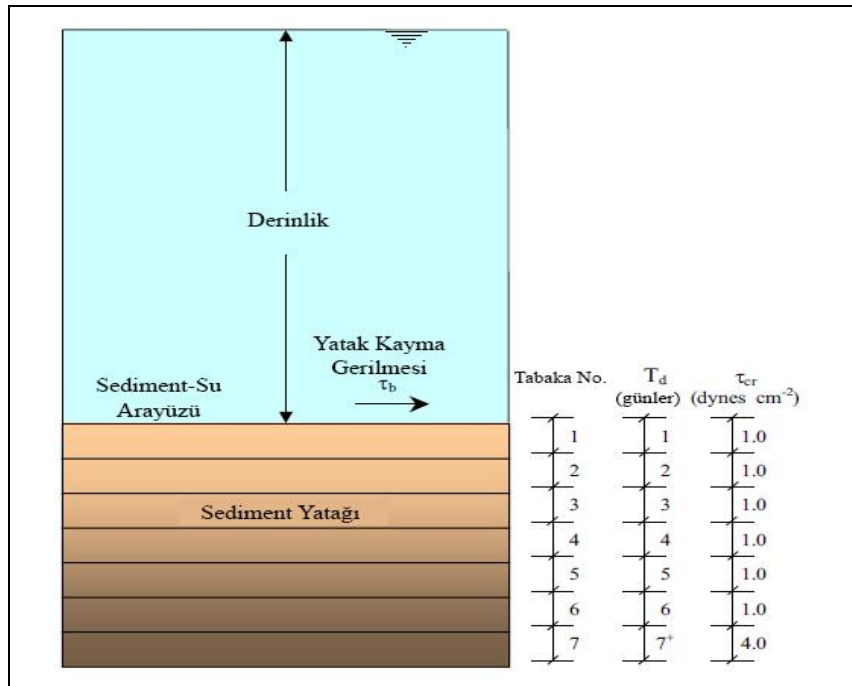 Derinlik
Yatak Kayma
Gerilmesi
τb
Sediment-Su
Arayüzü
Sediment Yatağı
Tabaka No. Td τcr
(günler) (dynes cm-2)
1 1 1.0
2 2 1.0
3 3 1.0
4 4 1.0
5 5 1.0
6 6 1.0
7 7+ 4.0